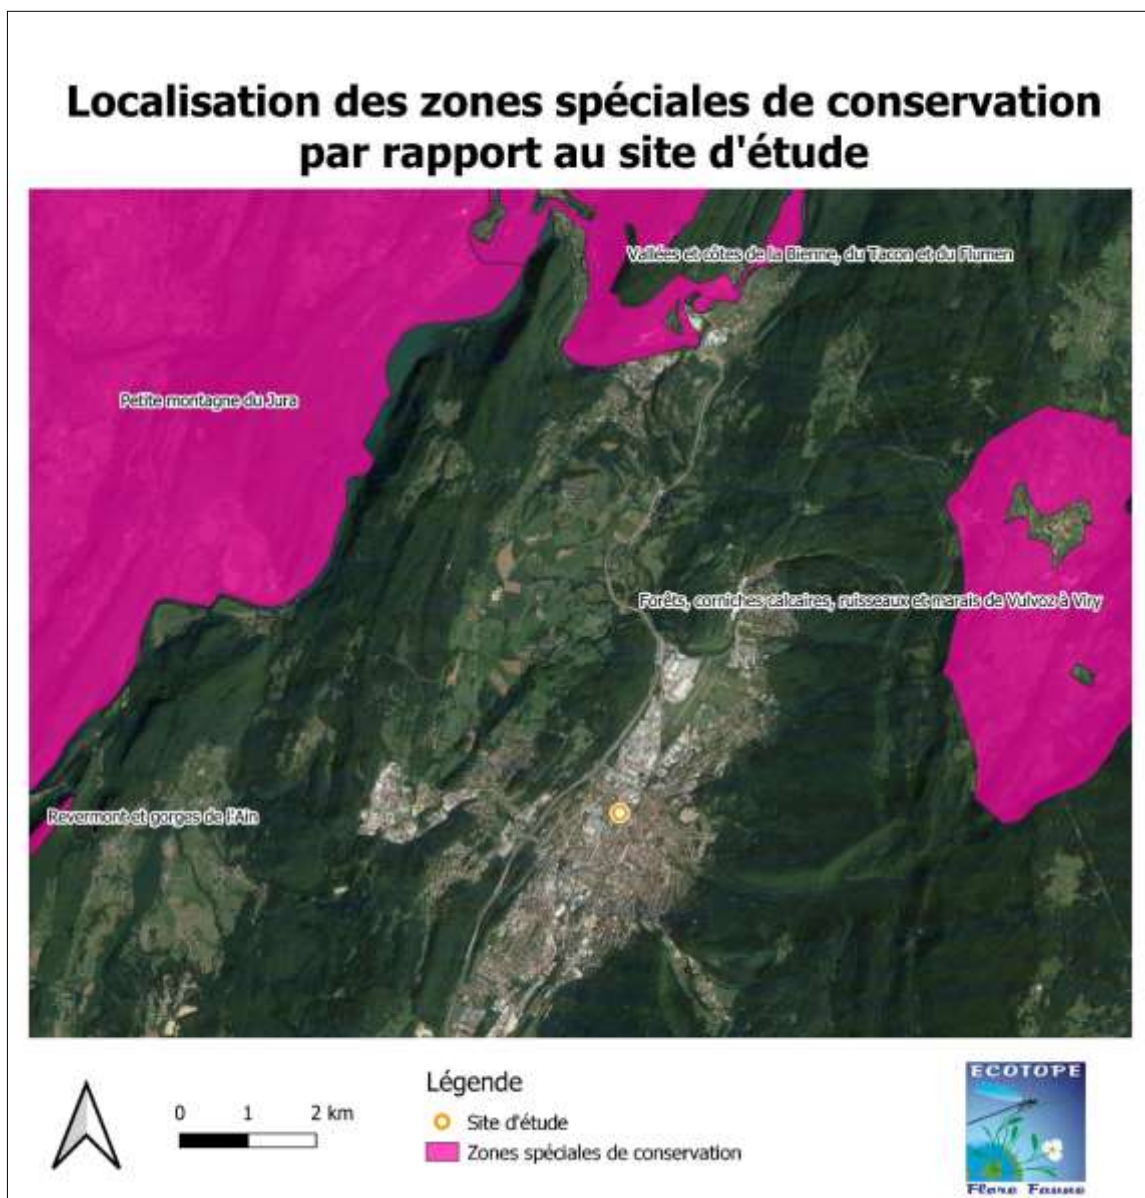 Localisation des zones spéciales de conservation
par rapport au site d'étude
Vallées et côtes de la Bienne, du Tacon et du Flumen
Petite montagne du Jura
Forêts, corniches calcaires, ruisseaux et marais de Vulvoz à Viry
Revermont et gorges de l'Ain
0 1 2 km
Légende
Site d'étude
Zones spéciales de conservation
ECOTOPE
Flore Faune